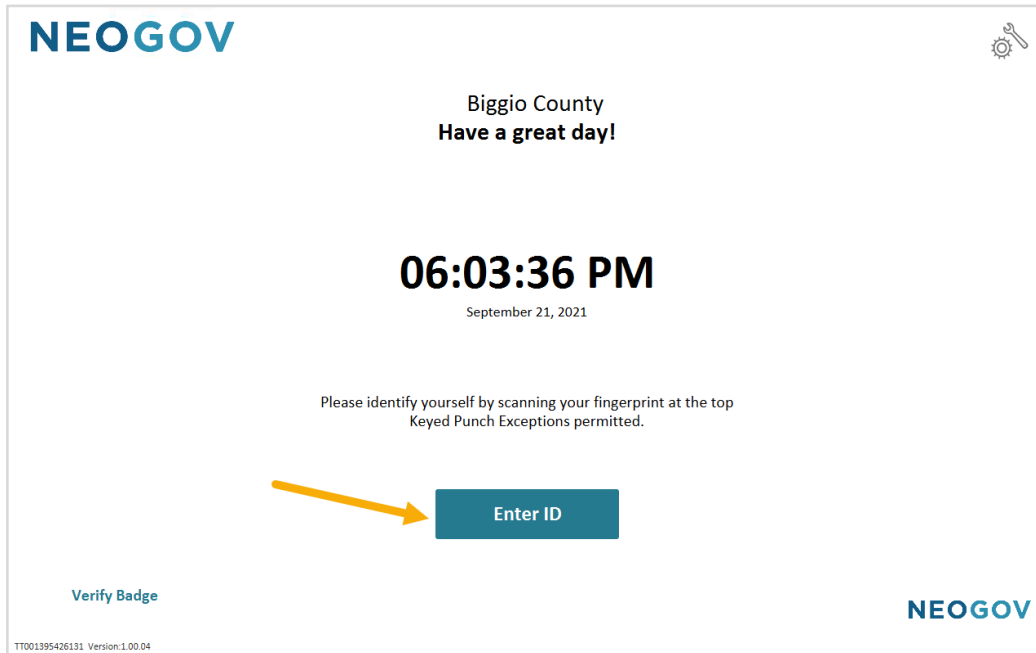 NEOGOV
Biggio County
Have a great day!
06:03:36 PM
September 21, 2021
Please identify yourself by scanning your fingerprint at the top
Keyed Punch Exceptions permitted.
Enter ID
Verify Badge
NEOGOV
TT001395426131 Version:1.00.04